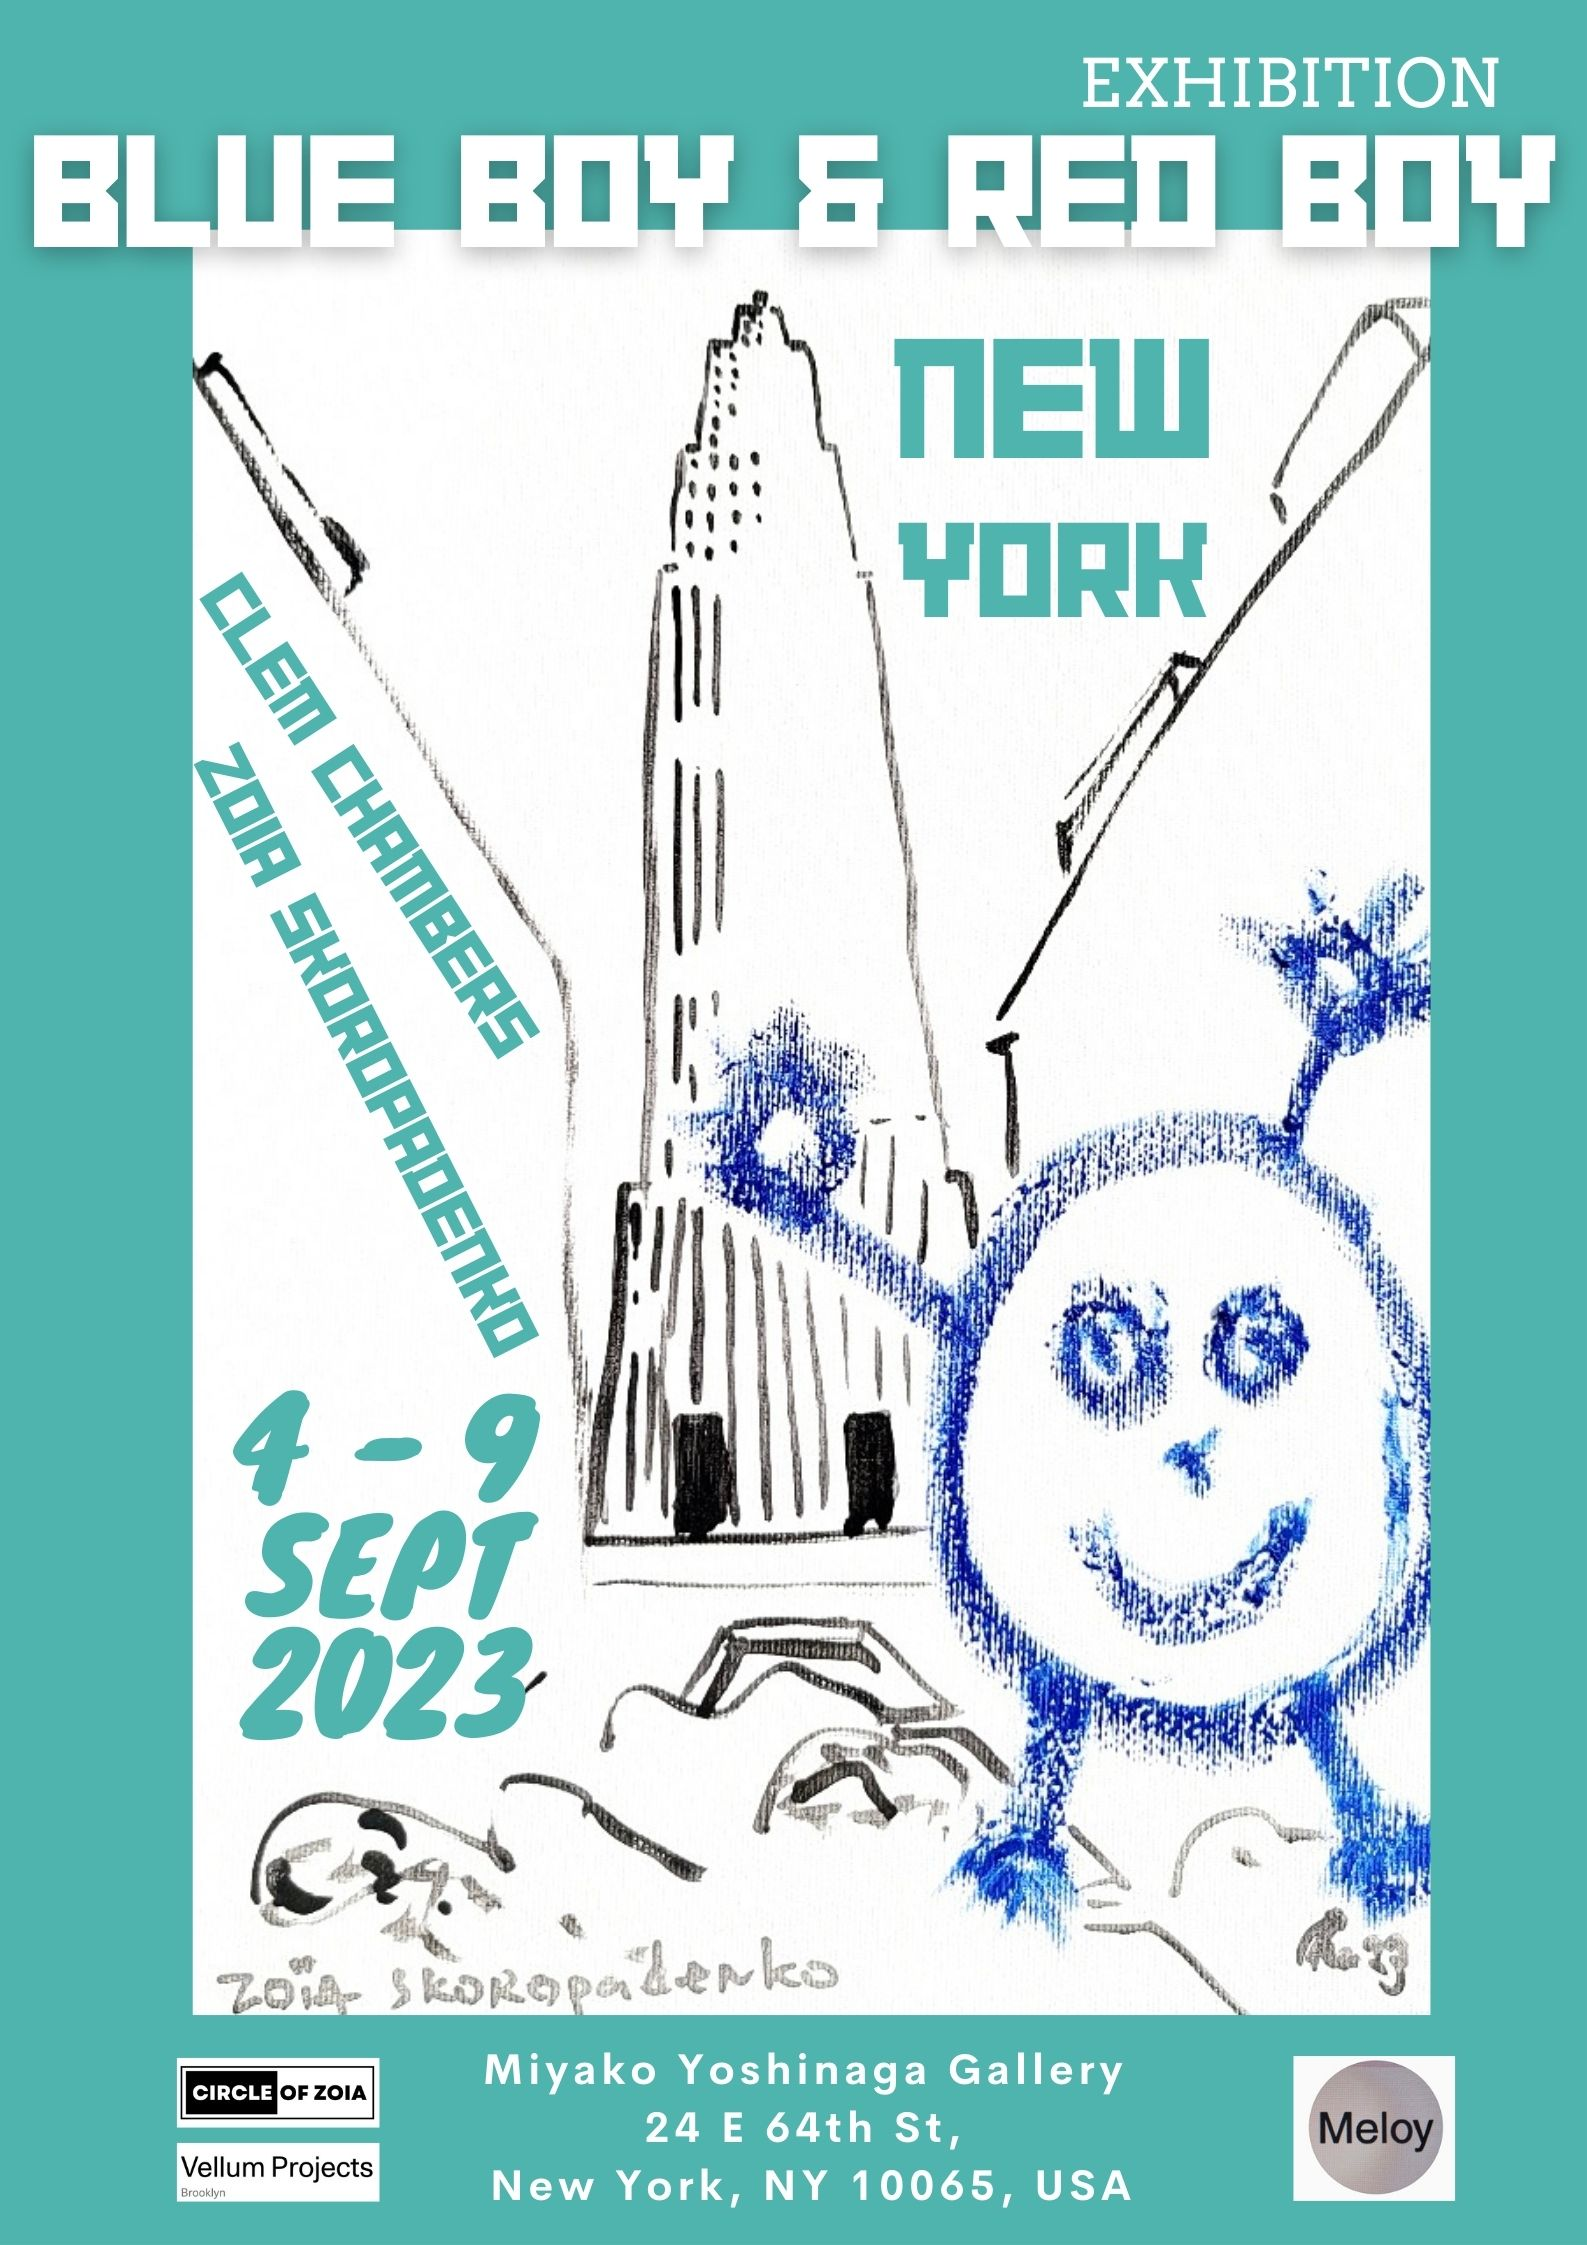 EXHIBITION
BLUE BOY & RED BOY
NEW
YORK
CLEM CHAMBERS
ZOIA SKOROPADENKO
4 - 9
SEPT
2023
ZOÏA SKOROPADENKO
CIRCLE OF ZOIA
Vellum Projects
Brooklyn
Miyako Yoshinaga Gallery
24 E 64th St,
New York, NY 10065, USA
Meloy